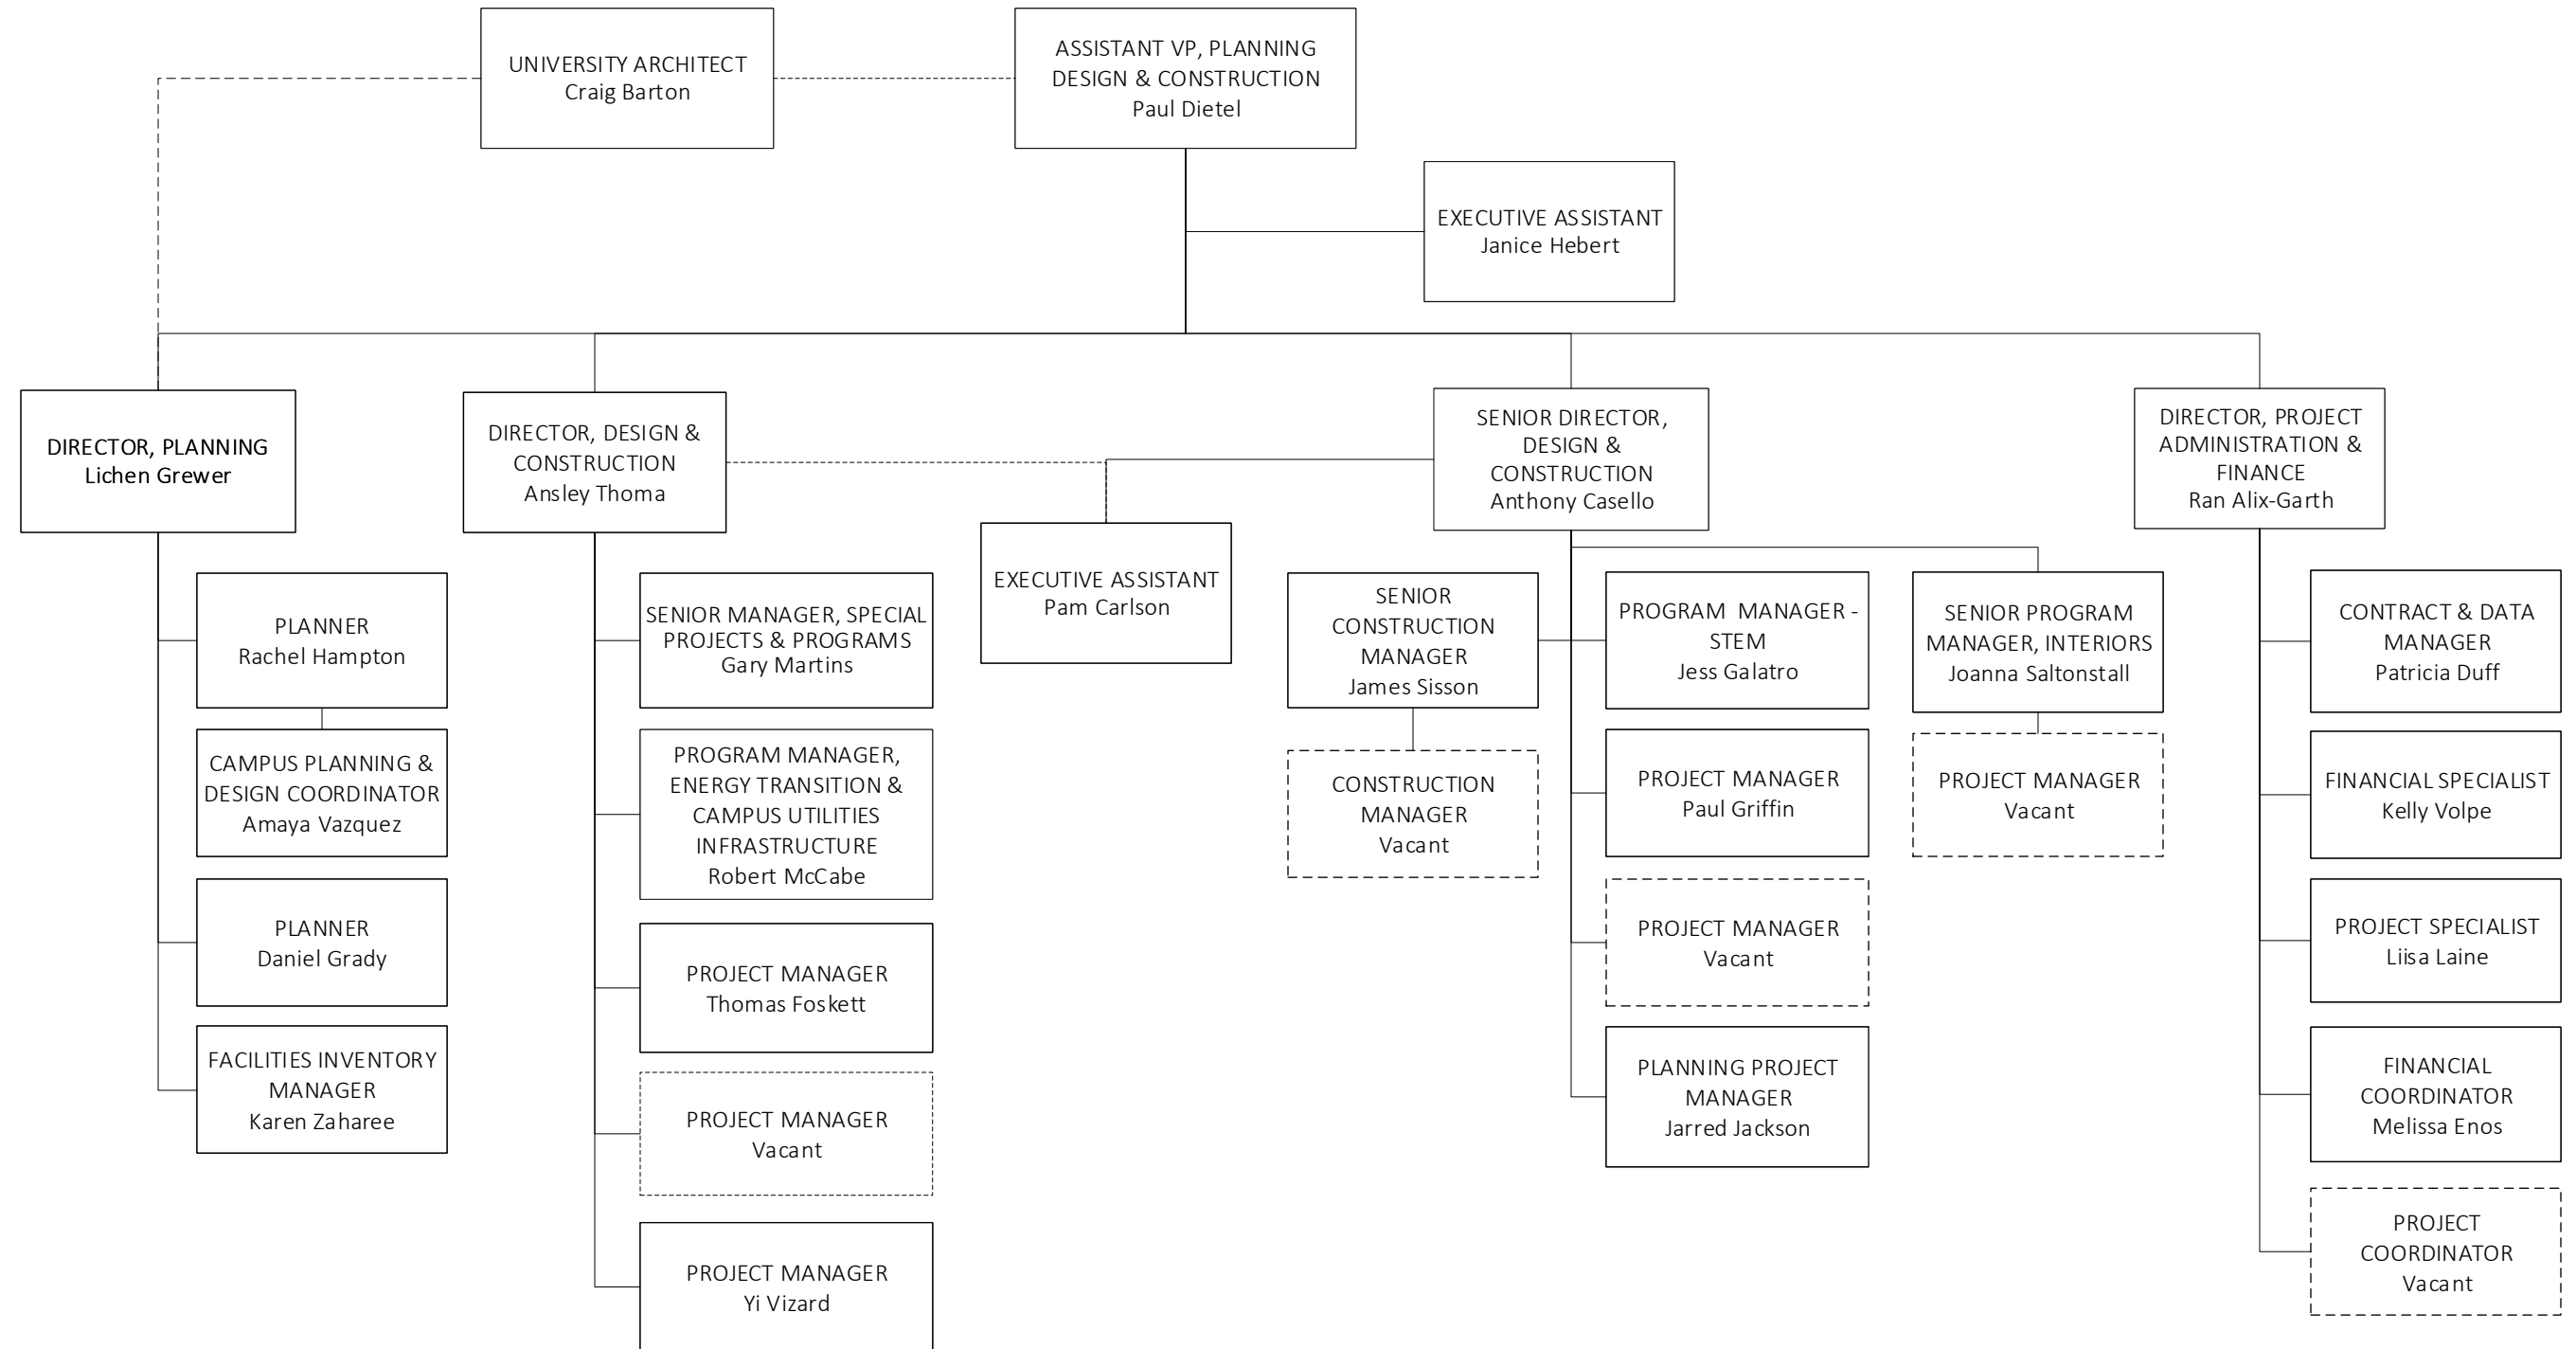 UNIVERSITY ARCHITECT
Craig Barton
ASSISTANT VP, PLANNING
DESIGN & CONSTRUCTION
Paul Dietel
EXECUTIVE ASSISTANT
Janice Hebert
DIRECTOR, PLANNING
Lichen Grewer
DIRECTOR, DESIGN &
CONSTRUCTION
Ansley Thoma
SENIOR DIRECTOR,
DESIGN &
CONSTRUCTION
Anthony Casello
DIRECTOR, PROJECT
ADMINISTRATION &
FINANCE
Ran Alix-Garth
EXECUTIVE ASSISTANT
Pam Carlson
PLANNER
Rachel Hampton
CAMPUS PLANNING &
DESIGN COORDINATOR
Amaya Vazquez
PLANNER
Daniel Grady
FACILITIES INVENTORY
MANAGER
Karen Zaharee
SENIOR MANAGER, SPECIAL
PROJECTS & PROGRAMS
Gary Martins
PROGRAM MANAGER,
ENERGY TRANSITION &
CAMPUS UTILITIES
INFRASTRUCTURE
Robert McCabe
PROJECT MANAGER
Thomas Foskett
PROJECT MANAGER
Vacant
PROJECT MANAGER
Yi Vizard
SENIOR
CONSTRUCTION
MANAGER
James Sisson
CONSTRUCTION
MANAGER
Vacant
PROGRAM MANAGER -
STEM
Jess Galatro
PROJECT MANAGER
Paul Griffin
PROJECT MANAGER
Vacant
PLANNING PROJECT
MANAGER
Jarred Jackson
SENIOR PROGRAM
MANAGER, INTERIORS
Joanna Saltonstall
PROJECT MANAGER
Vacant
CONTRACT & DATA
MANAGER
Patricia Duff
FINANCIAL SPECIALIST
Kelly Volpe
PROJECT SPECIALIST
Liisa Laine
FINANCIAL
COORDINATOR
Melissa Enos
PROJECT
COORDINATOR
Vacant